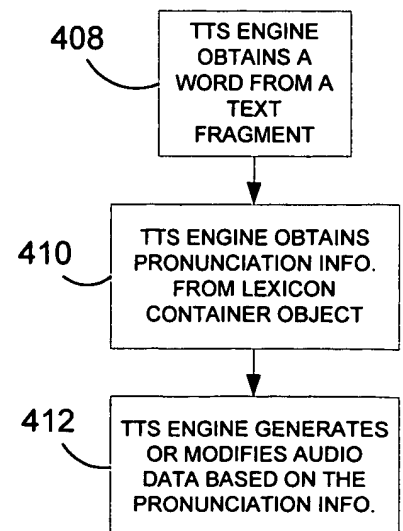 408
TTS ENGINE
OBTAINS A
WORD FROM A
TEXT
FRAGMENT
410
TTS ENGINE OBTAINS
PRONUNCIATION INFO.
FROM LEXICON
CONTAINER OBJECT
412
TTS ENGINE GENERATES
OR MODIFIES AUDIO
DATA BASED ON THE
PRONUNCIATION INFO.